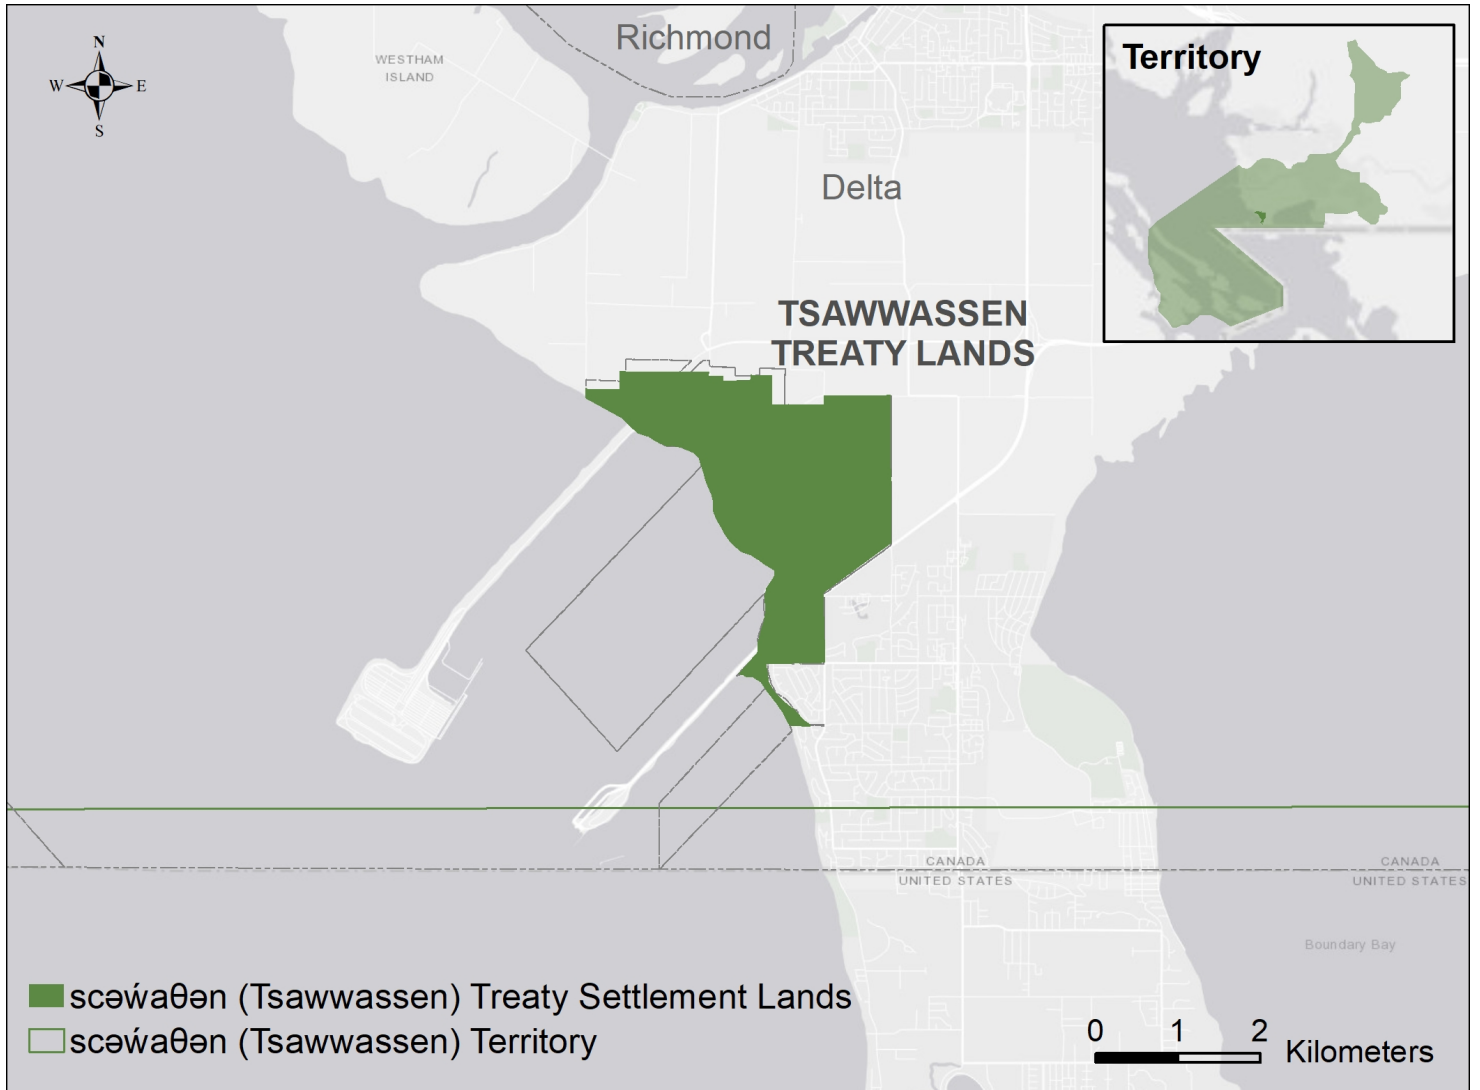 Richmond
WESTHAM
ISLAND
N
W
E
S
Territory
Delta
TSAWWASSEN
TREATY LANDS
CANADA
UNITED STATES
CANADA
UNITED STATES
Boundary Bay
scəẃaθən (Tsawwassen) Treaty Settlement Lands
scəẃaθən (Tsawwassen) Territory
0 1 2
Kilometers